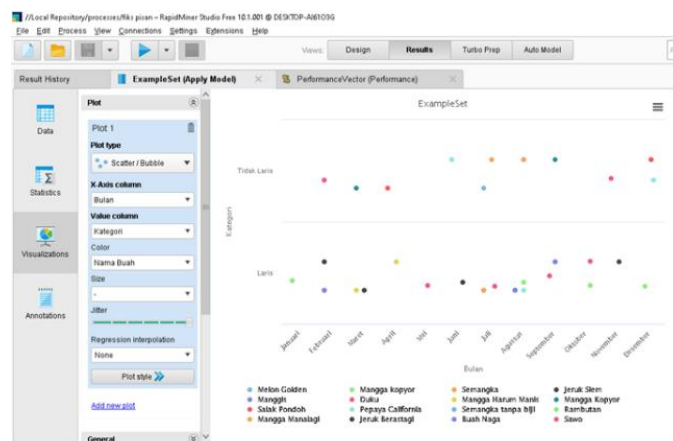 //Local Repository/processes/fiks pisan – RapidMiner Studio Free 10.1.001 @ DESKTOP-AI61O3G
File Edit Process View Connections Settings Extensions Help
Views: Design Results Turbo Prep Auto Model
Result History ExampleSet (Apply Model) PerformanceVector (Performance)
Data
Statistics
Visualizations
Annotations
Plot
Plot 1
Plot type
Scatter / Bubble
X-Axis column
Bulan
Value column
Kategori
Color
Nama Buah
Size
-
Jitter
Regression interpolation
None
Plot style
Add new plot
General
ExampleSet
Kategori
Tidak Laris
Laris
Januari Februari Maret April Mei Juni Juli Agustus September Oktober November Desember
Bulan
Melon Golden Mangga kopyor Semangka Jeruk Siem
Manggis Duku Mangga Harum Manis Mangga Kopyor
Salak Pondoh Pepaya California Semangka tanpa biji Rambutan
Mangga Manalagi Jeruk Berastagi Buah Naga Sawo